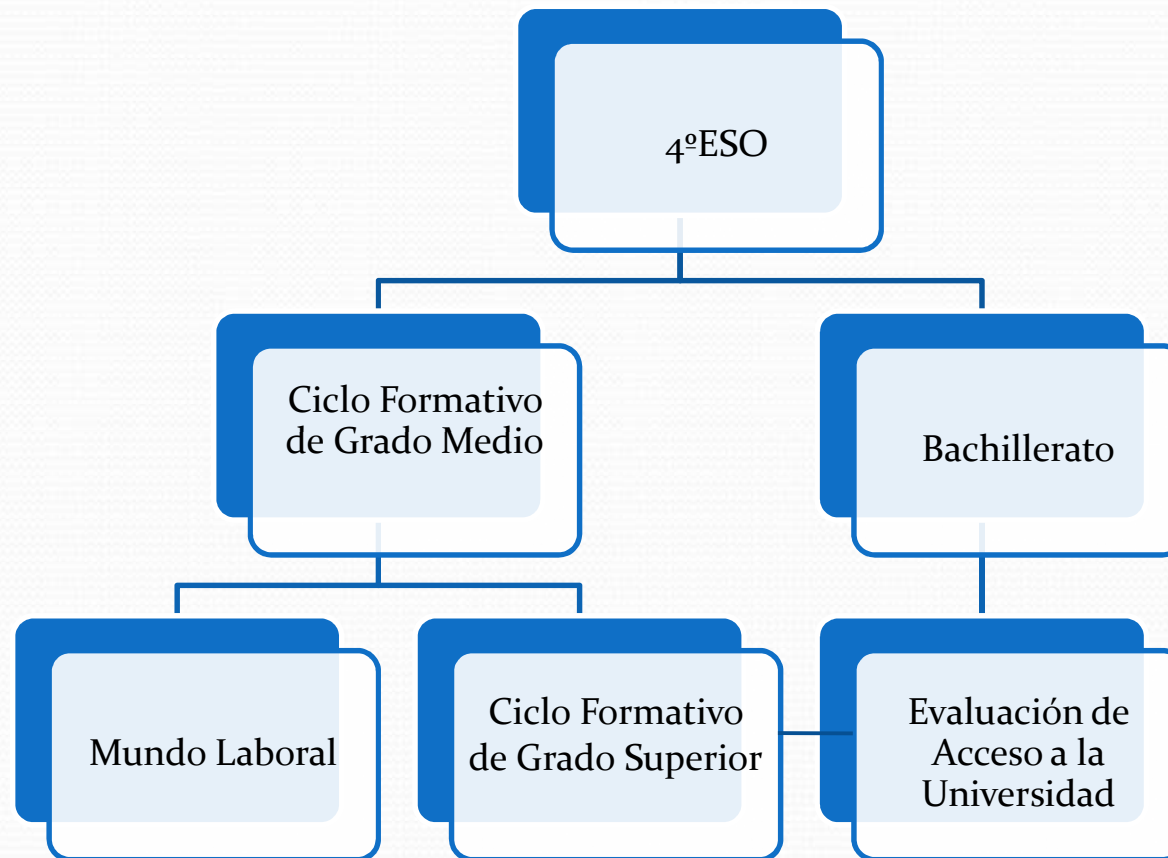 4ºESO
Ciclo Formativo
de Grado Medio
Bachillerato
Mundo Laboral
Ciclo Formativo
de Grado Superior
Evaluación de
Acceso a la
Universidad